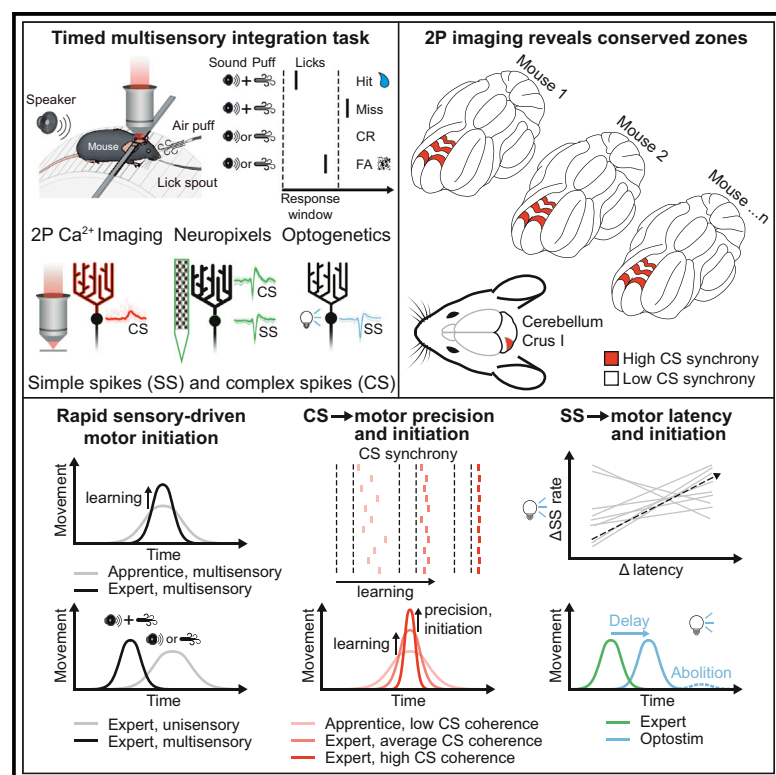 Timed multisensory integration task
Sound Puff
Licks
Speaker
Mouse
Air puff
Lick spout
+
Hit
+
Miss
or
CR
or
FA
Response
window
2P Ca²⁺ Imaging
Neuropixels
Optogenetics
CS
CS
SS
SS
Simple spikes (SS) and complex spikes (CS)
2P imaging reveals conserved zones
Mouse 1
Mouse 2
Mouse ...n
Cerebellum
Crus I
High CS synchrony
Low CS synchrony
Rapid sensory-driven
motor initiation
Movement
learning
Time
Apprentice, multisensory
Expert, multisensory
Movement
+
or
Time
Expert, unisensory
Expert, multisensory
CS→motor precision
and initiation
CS synchrony
learning
Movement
learning
precision,
initiation
Time
Apprentice, low CS coherence
Expert, average CS coherence
Expert, high CS coherence
SS→motor latency
and initiation
ΔSS rate
Δ latency
Movement
Delay
Abolition
Time
Expert
Optostim